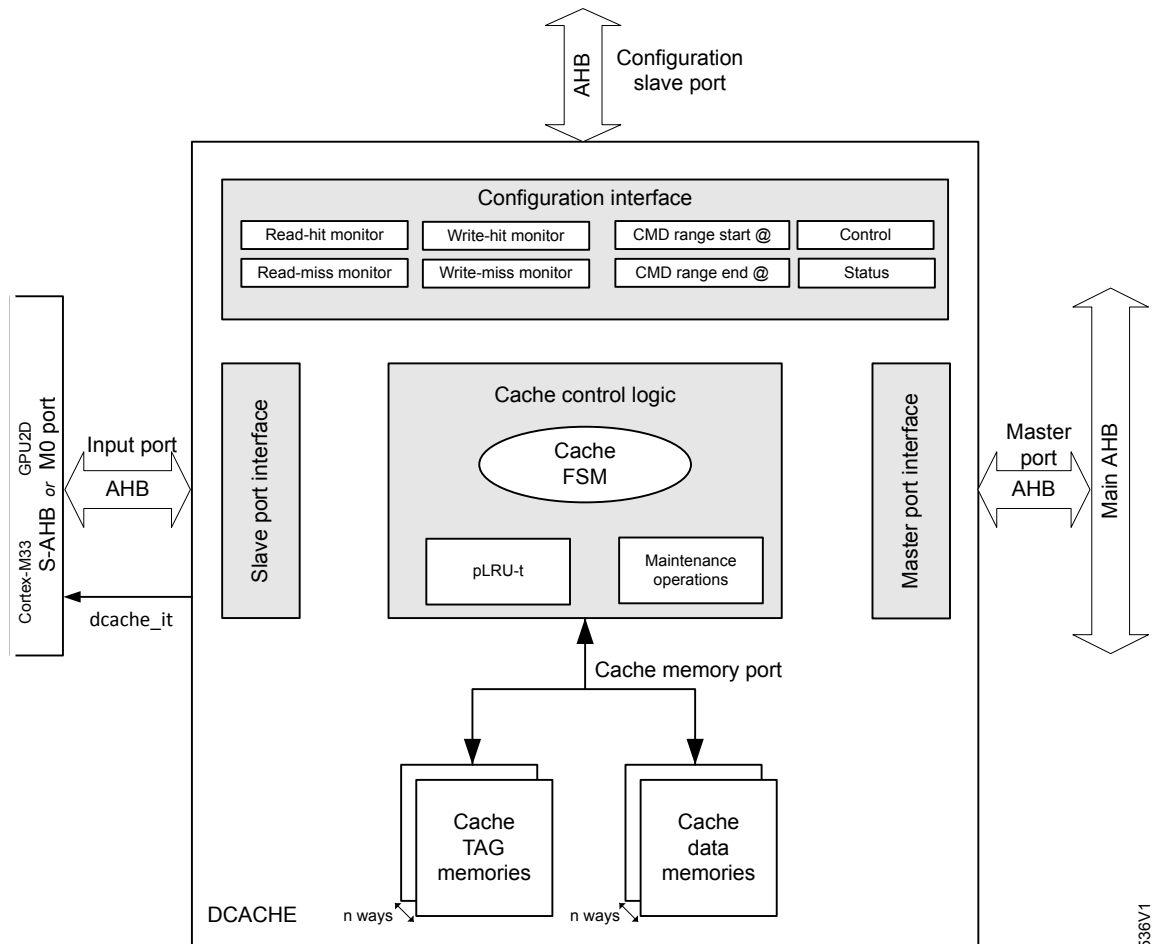 AHB
Configuration
slave port
Configuration interface
Read-hit monitor
Write-hit monitor
CMD range start @
Control
Read-miss monitor
Write-miss monitor
CMD range end @
Status
Cortex-M33 GPU2D
S-AHB or M0 port
Input port
AHB
dcache_it
Slave port interface
Cache control logic
Cache
FSM
pLRU-t
Maintenance
operations
Master port interface
Master
port
AHB
Main AHB
Cache memory port
Cache
TAG
memories
n ways
Cache
data
memories
n ways
DCACHE